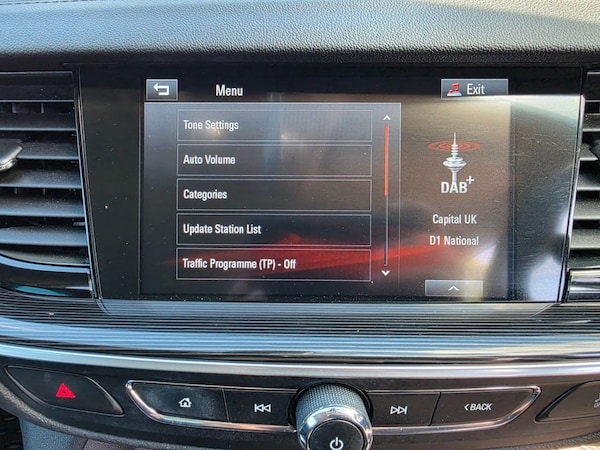 Menu
Exit
Tone Settings
Auto Volume
Categories
Update Station List
Traffic Programme (TP) - Off
DAB+
Capital UK
D1 National
BACK